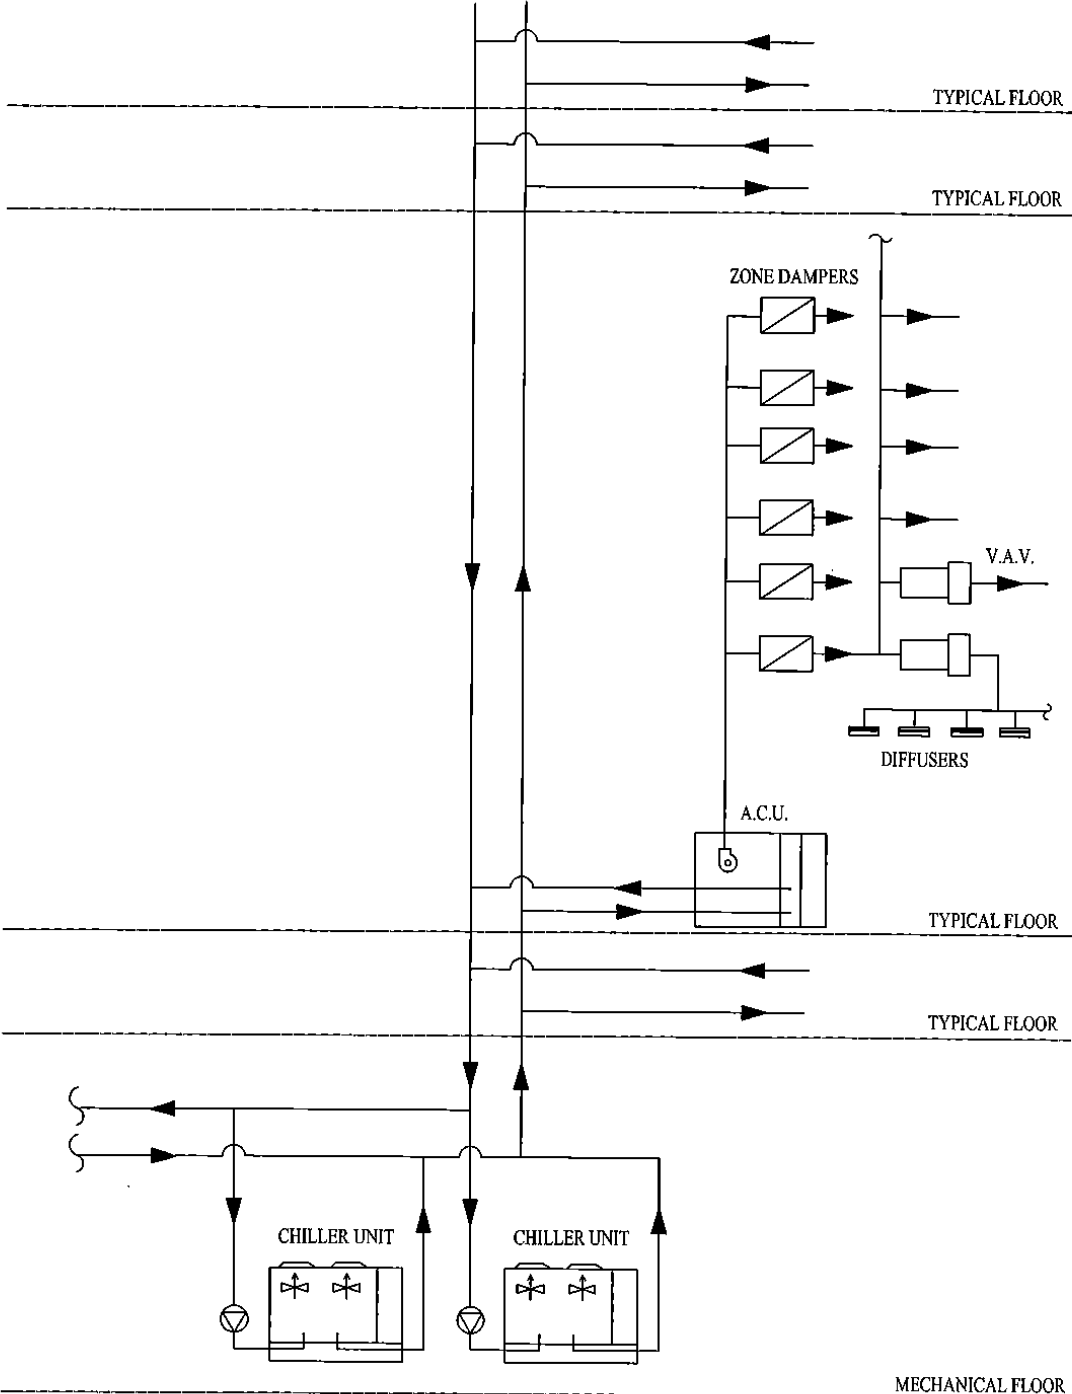 TYPICAL FLOOR
TYPICAL FLOOR
ZONE DAMPERS
V.A.V.
DIFFUSERS
A.C.U.
TYPICAL FLOOR
TYPICAL FLOOR
CHILLER UNIT
CHILLER UNIT
MECHANICAL FLOOR